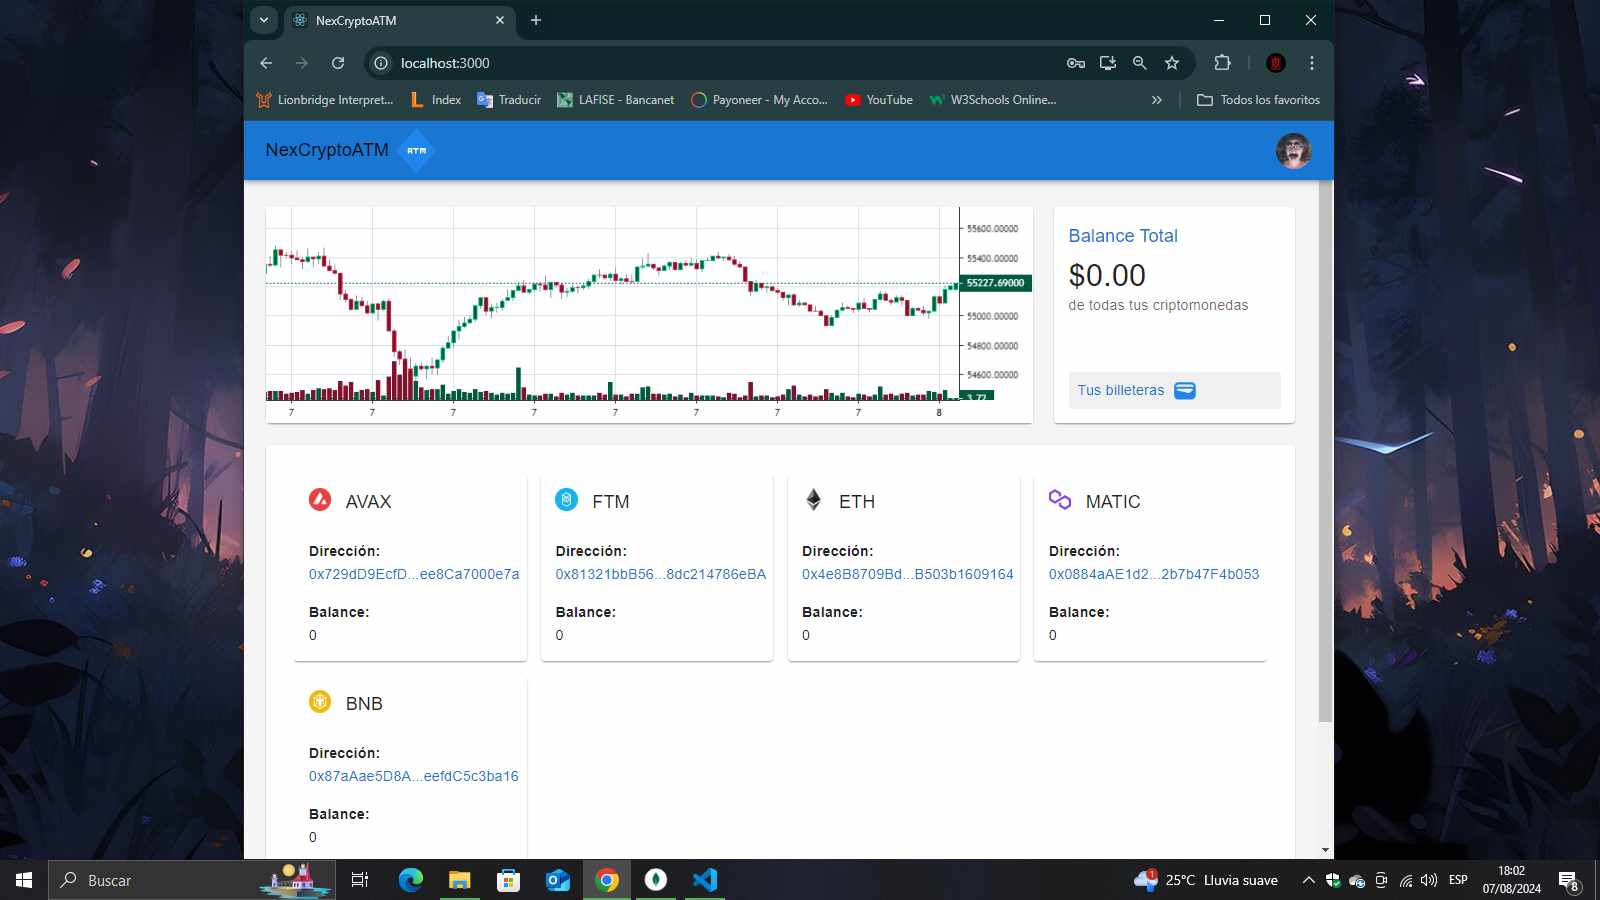 NexCryptoATM
localhost:3000
Lionbridge Interpret...
Index
Traducir
LAFISE - Bancanet
Payoneer - My Acco...
YouTube
W3Schools Online...
Todos los favoritos
NexCryptoATM
ATM
55600.00000
55400.00000
55227.69000
55000.00000
54800.00000
54600.00000
3.77
7 7 7 7 7 7 7 7 8
Balance Total
$0.00
de todas tus criptomonedas
Tus billeteras
AVAX
Dirección:
0x729dD9EcfD...ee8Ca7000e7a
Balance:
0
FTM
Dirección:
0x81321bbB56...8dc214786eBA
Balance:
0
ETH
Dirección:
0x4e8B8709Bd...B503b1609164
Balance:
0
MATIC
Dirección:
0x0884aAE1d2...2b7b47F4b053
Balance:
0
BNB
Dirección:
0x87aAae5D8A...eefdC5c3ba16
Balance:
0
Buscar
1
25°C Lluvia suave
ESP
18:02
07/08/2024
8